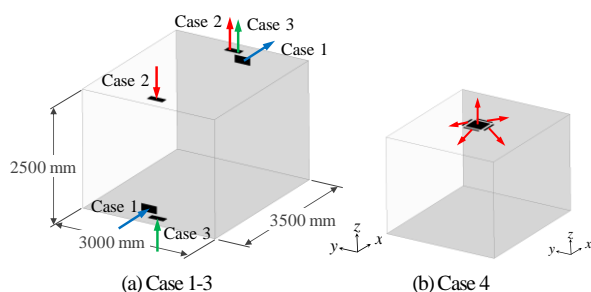 Case 2 Case 3
Case 1
Case 2
2500 mm
Case 1
3000 mm
Case 3
3500 mm
z
y x
z
y x
(a) Case 1-3
(b) Case 4